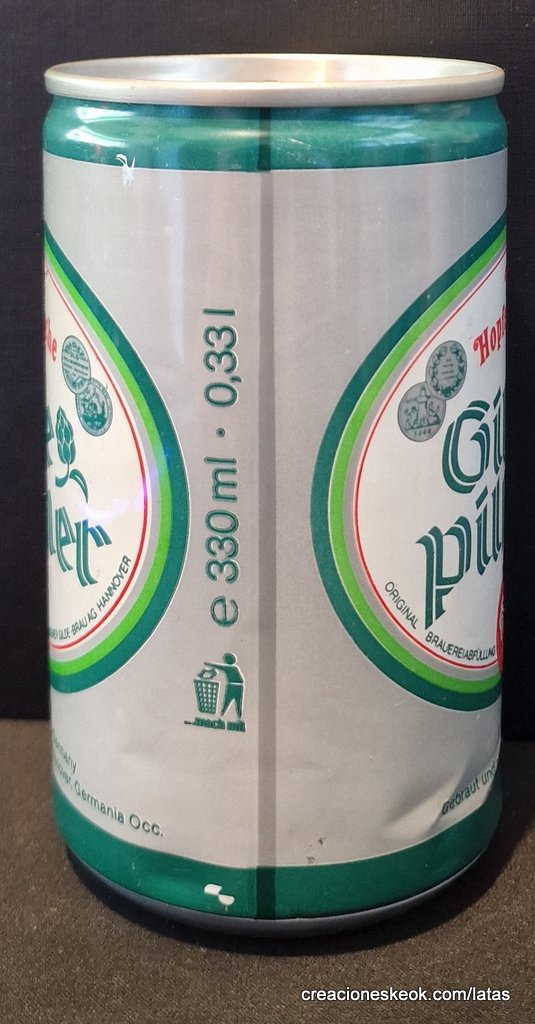 e 330 ml · 0,33 l
...mach mit
GILDE-BRAU AG HANNOVER
Germania Occ.
Gi
pil
ORIGINAL BRAUEREIABFÜLLUNG
Gebraut und
creacioneskeok.com/latas